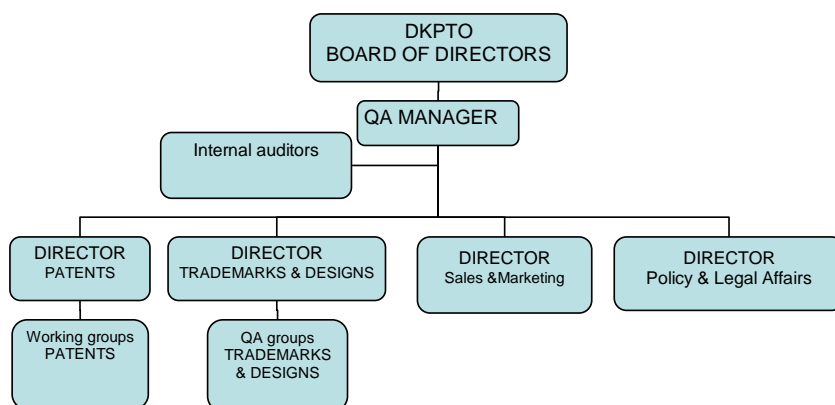 DKPTO
BOARD OF DIRECTORS
QA MANAGER
Internal auditors
DIRECTOR
PATENTS
DIRECTOR
TRADEMARKS & DESIGNS
DIRECTOR
Sales &Marketing
DIRECTOR
Policy & Legal Affairs
Working groups
PATENTS
QA groups
TRADEMARKS
& DESIGNS